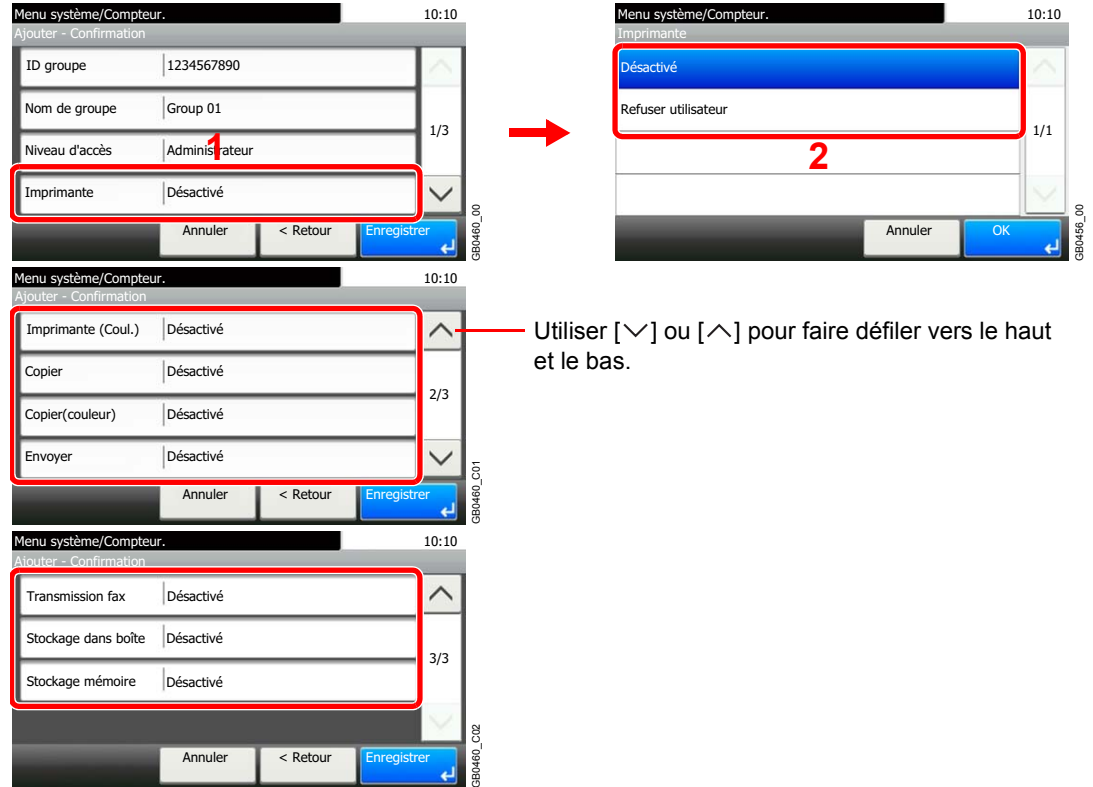 Menu système/Compteur. 10:10
Ajouter - Confirmation
ID groupe 1234567890
Nom de groupe Group 01
1/3
Niveau d'accès Administrateur
1
Imprimante Désactivé
Annuler < Retour Enregistrer
GB0460_00
Menu système/Compteur. 10:10
Imprimante
Désactivé
Refuser utilisateur
1/1
2
Annuler OK
GB0456_00
Menu système/Compteur. 10:10
Ajouter - Confirmation
Imprimante (Coul.) Désactivé
Copier Désactivé
2/3
Copier(couleur) Désactivé
Envoyer Désactivé
Annuler < Retour Enregistrer
GB0460_C01
Utiliser [∨] ou [∧] pour faire défiler vers le haut
et le bas.
Menu système/Compteur. 10:10
Ajouter - Confirmation
Transmission fax Désactivé
Stockage dans boîte Désactivé
3/3
Stockage mémoire Désactivé
Annuler < Retour Enregistrer
GB0460_C02